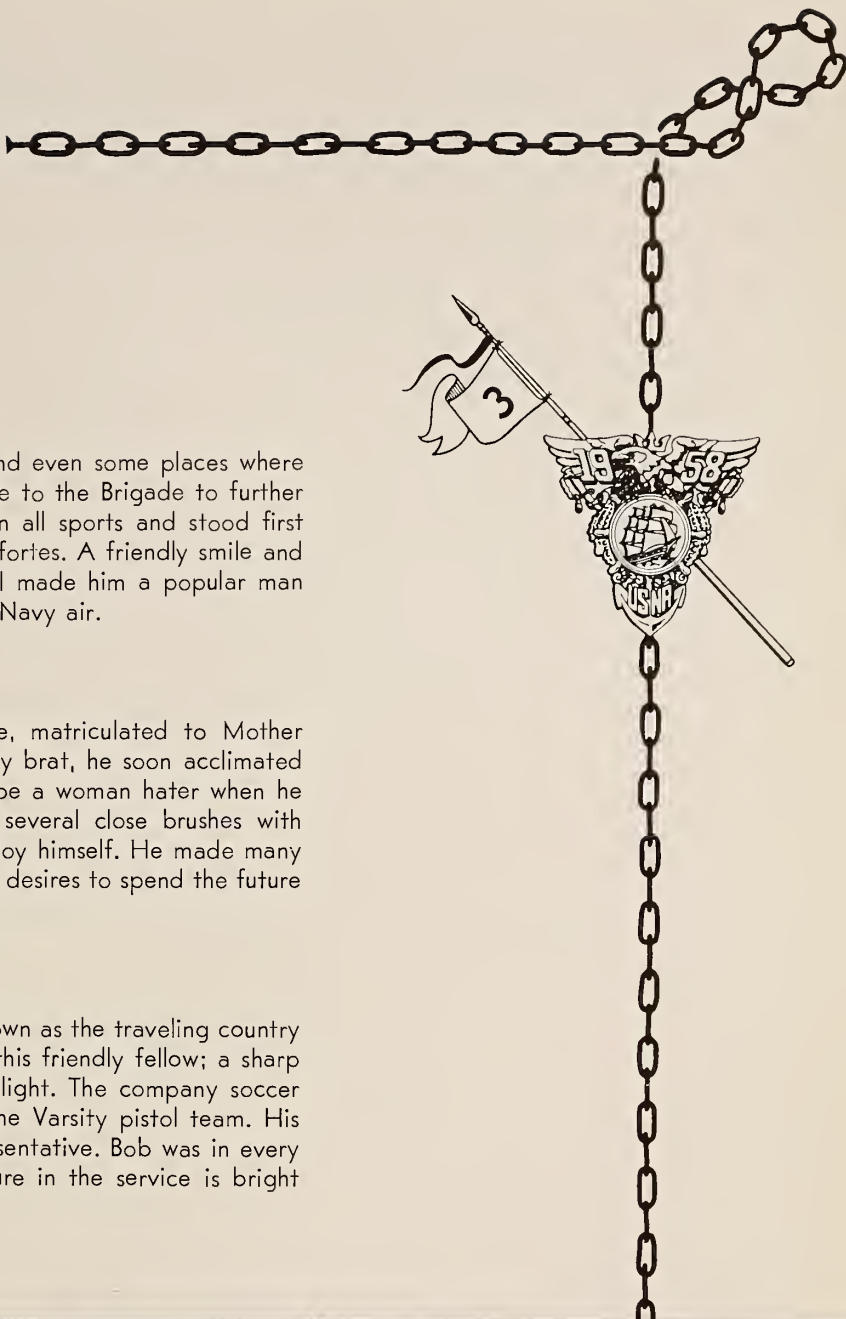 3
19 58
USNA
nd even some places where
e to the Brigade to further
n all sports and stood first
fortes. A friendly smile and
l made him a popular man
Navy air.
e, matriculated to Mother
y brat, he soon acclimated
be a woman hater when he
several close brushes with
oy himself. He made many
desires to spend the future
own as the traveling country
this friendly fellow; a sharp
light. The company soccer
he Varsity pistol team. His
sentative. Bob was in every
ure in the service is bright